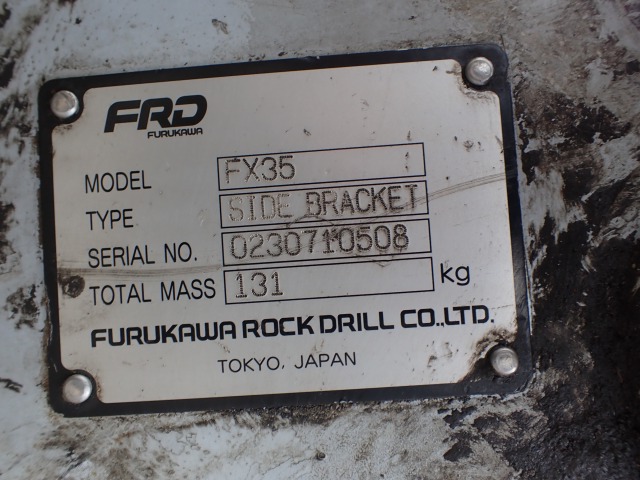 FRD
FURUKAWA
MODEL FX35
TYPE SIDE BRACKET
SERIAL NO. 0230710508
TOTAL MASS 131 kg
FURUKAWA ROCK DRILL CO.,LTD.
TOKYO, JAPAN